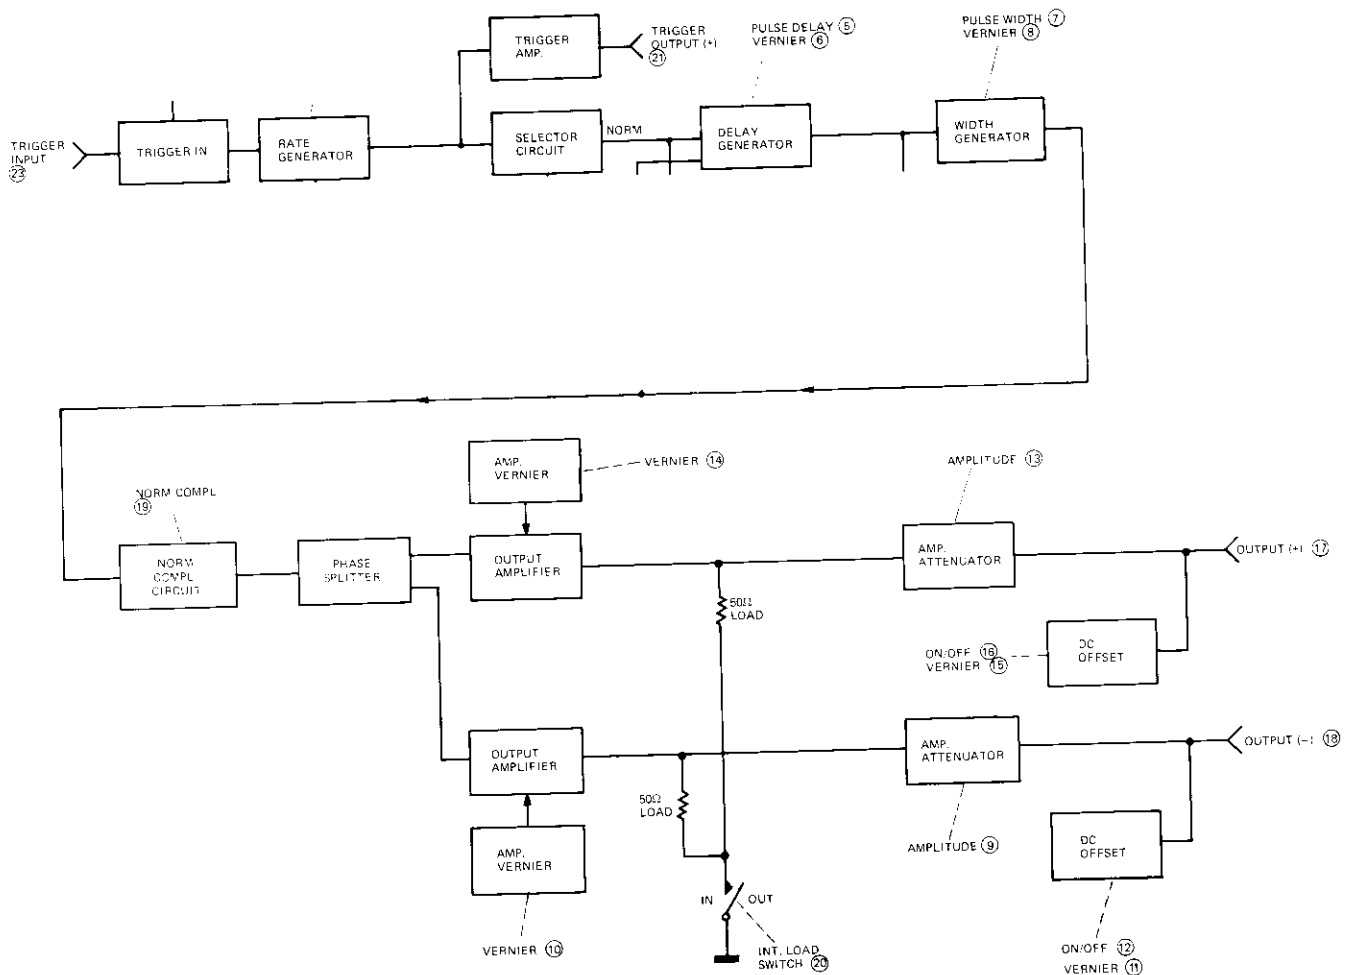 TRIGGER
AMP.
TRIGGER
OUTPUT (+)
21
PULSE DELAY 5
VERNIER 6
PULSE WIDTH 7
VERNIER 8
TRIGGER
INPUT
23
TRIGGER IN
RATE
GENERATOR
SELECTOR
CIRCUIT
NORM
DELAY
GENERATOR
WIDTH
GENERATOR
AMP.
VERNIER
VERNIER 14
AMPLITUDE 13
NORM COMPL
19
NORM
COMPL
CIRCUIT
PHASE
SPLITTER
OUTPUT
AMPLIFIER
AMP.
ATTENUATOR
OUTPUT (+) 17
50Ω
LOAD
ON/OFF 16
VERNIER 15
DC
OFFSET
OUTPUT
AMPLIFIER
AMP.
ATTENUATOR
OUTPUT (-) 18
50Ω
LOAD
AMP.
VERNIER
AMPLITUDE 9
DC
OFFSET
IN OUT
VERNIER 10
INT. LOAD
SWITCH 20
ON/OFF 12
VERNIER 11